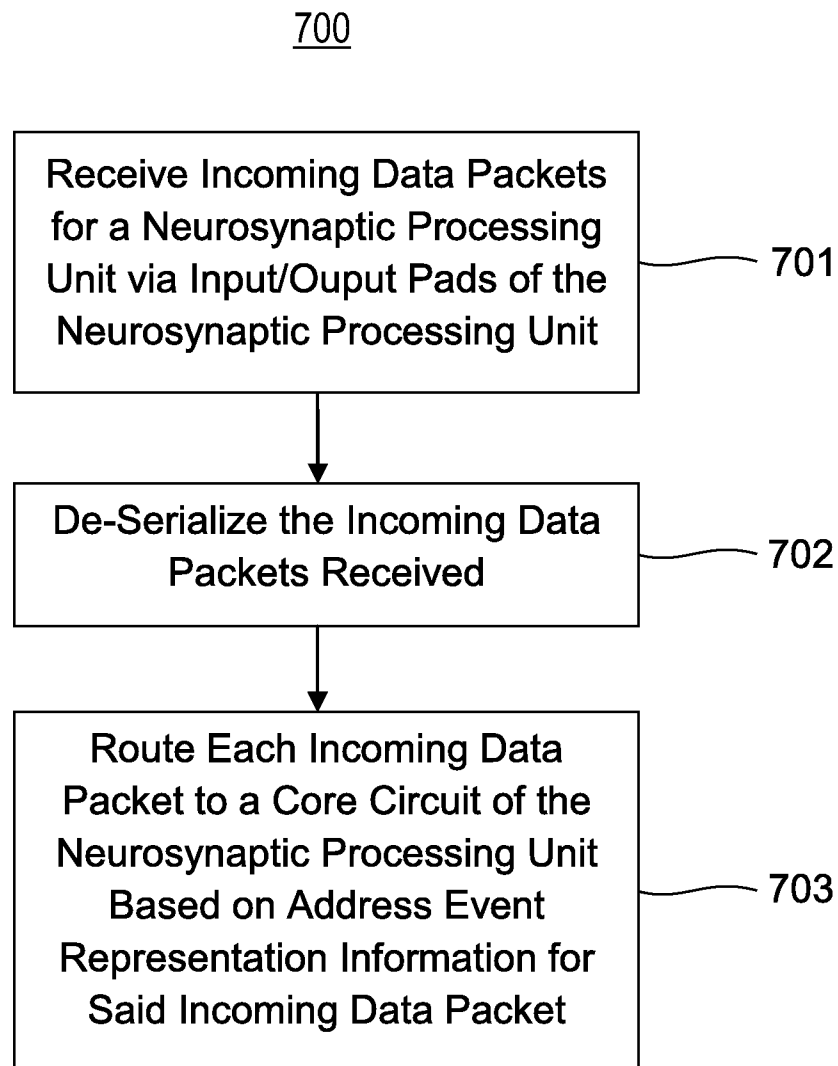 700
Receive Incoming Data Packets
for a Neurosynaptic Processing
Unit via Input/Ouput Pads of the
Neurosynaptic Processing Unit
701
De-Serialize the Incoming Data
Packets Received
702
Route Each Incoming Data
Packet to a Core Circuit of the
Neurosynaptic Processing Unit
Based on Address Event
Representation Information for
Said Incoming Data Packet
703